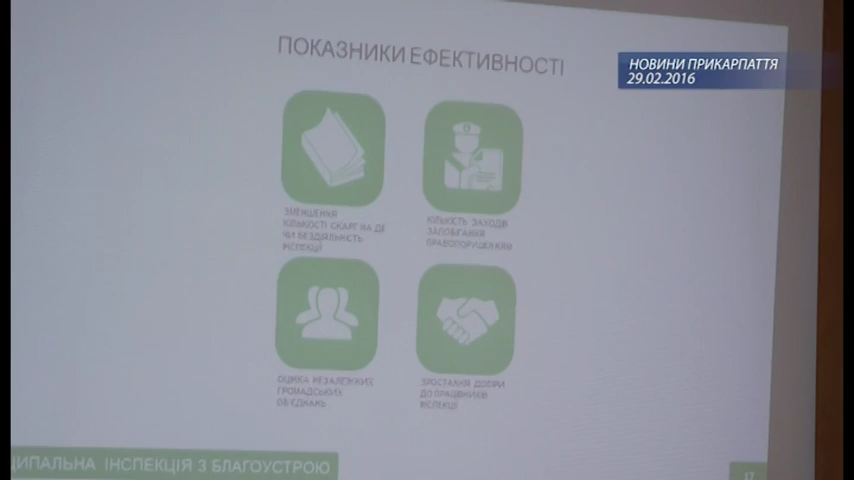 ПОКАЗНИКИ ЕФЕКТИВНОСТІ
НОВИНИ ПРИКАРПАТТЯ
29.02.2016
ЗМЕНШЕННЯ
КІЛЬКОСТІ СКАРГ НА ДІЇ
ЧИ БЕЗДІЯЛЬНІСТЬ
ІНСПЕКЦІЇ
КІЛЬКІСТЬ ЗАХОДІВ
ЗАПОБІГАННЯ
ПРАВОПОРУШЕННЯМ
ОЦІНКА НЕЗАЛЕЖНИХ
ГРОМАДСЬКИХ
ОБ'ЄДНАНЬ
ЗРОСТАННЯ ДОВІРИ
ДО ПРАЦІВНИКІВ
ІНСПЕКЦІЇ
ЦИПАЛЬНА ІНСПЕКЦІЯ З БЛАГОУСТРОЮ
17